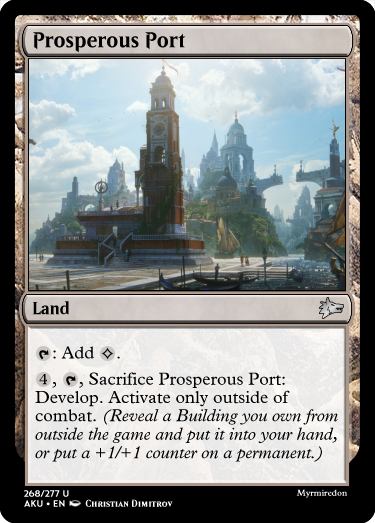 Prosperous Port
Land
: Add .
4, , Sacrifice Prosperous Port:
Develop. Activate only outside of
combat. (Reveal a Building you own from
outside the game and put it into your hand,
or put a +1/+1 counter on a permanent.)
268/277 U
Myrmiredon
AKU • EN Christian Dimitrov